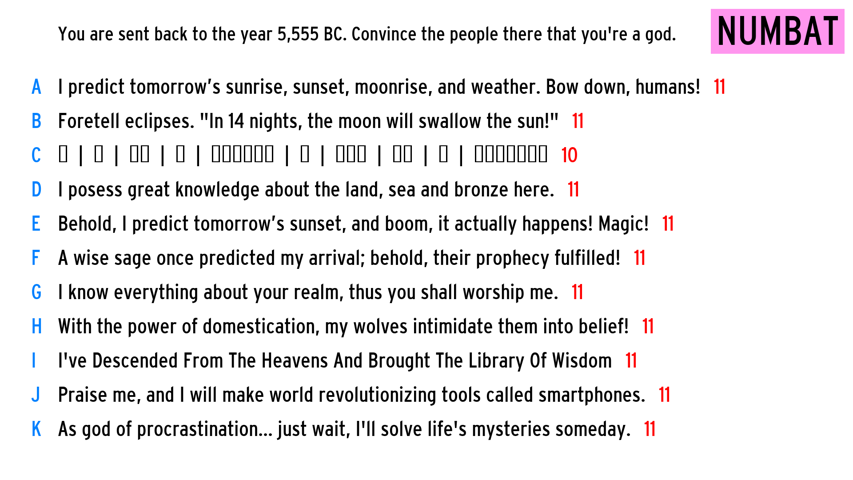 You are sent back to the year 5,555 BC. Convince the people there that you're a god.
NUMBAT
A I predict tomorrow’s sunrise, sunset, moonrise, and weather. Bow down, humans! 11
B Foretell eclipses. "In 14 nights, the moon will swallow the sun!" 11
C ▯ | ▯ | ▯▯ | ▯ | ▯▯▯▯▯▯ | ▯ | ▯▯▯ | ▯▯ | ▯ | ▯▯▯▯▯▯▯ 10
D I posess great knowledge about the land, sea and bronze here. 11
E Behold, I predict tomorrow’s sunset, and boom, it actually happens! Magic! 11
F A wise sage once predicted my arrival; behold, their prophecy fulfilled! 11
G I know everything about your realm, thus you shall worship me. 11
H With the power of domestication, my wolves intimidate them into belief! 11
I I've Descended From The Heavens And Brought The Library Of Wisdom 11
J Praise me, and I will make world revolutionizing tools called smartphones. 11
K As god of procrastination... just wait, I'll solve life's mysteries someday. 11